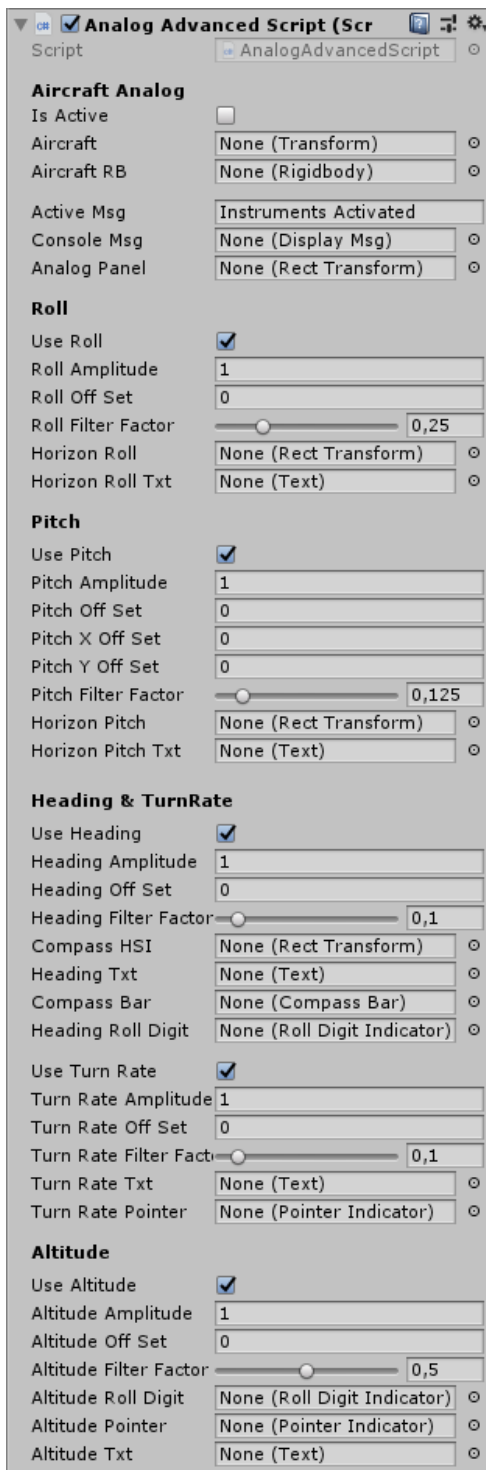 Analog Advanced Script (Scr
Script AnalogAdvancedScript
Aircraft Analog
Is Active
Aircraft None (Transform)
Aircraft RB None (Rigidbody)
Active Msg Instruments Activated
Console Msg None (Display Msg)
Analog Panel None (Rect Transform)
Roll
Use Roll
Roll Amplitude 1
Roll Off Set 0
Roll Filter Factor 0,25
Horizon Roll None (Rect Transform)
Horizon Roll Txt None (Text)
Pitch
Use Pitch
Pitch Amplitude 1
Pitch Off Set 0
Pitch X Off Set 0
Pitch Y Off Set 0
Pitch Filter Factor 0,125
Horizon Pitch None (Rect Transform)
Horizon Pitch Txt None (Text)
Heading & TurnRate
Use Heading
Heading Amplitude 1
Heading Off Set 0
Heading Filter Factor 0,1
Compass HSI None (Rect Transform)
Heading Txt None (Text)
Compass Bar None (Compass Bar)
Heading Roll Digit None (Roll Digit Indicator)
Use Turn Rate
Turn Rate Amplitude 1
Turn Rate Off Set 0
Turn Rate Filter Fact 0,1
Turn Rate Txt None (Text)
Turn Rate Pointer None (Pointer Indicator)
Altitude
Use Altitude
Altitude Amplitude 1
Altitude Off Set 0
Altitude Filter Factor 0,5
Altitude Roll Digit None (Roll Digit Indicator)
Altitude Pointer None (Pointer Indicator)
Altitude Txt None (Text)